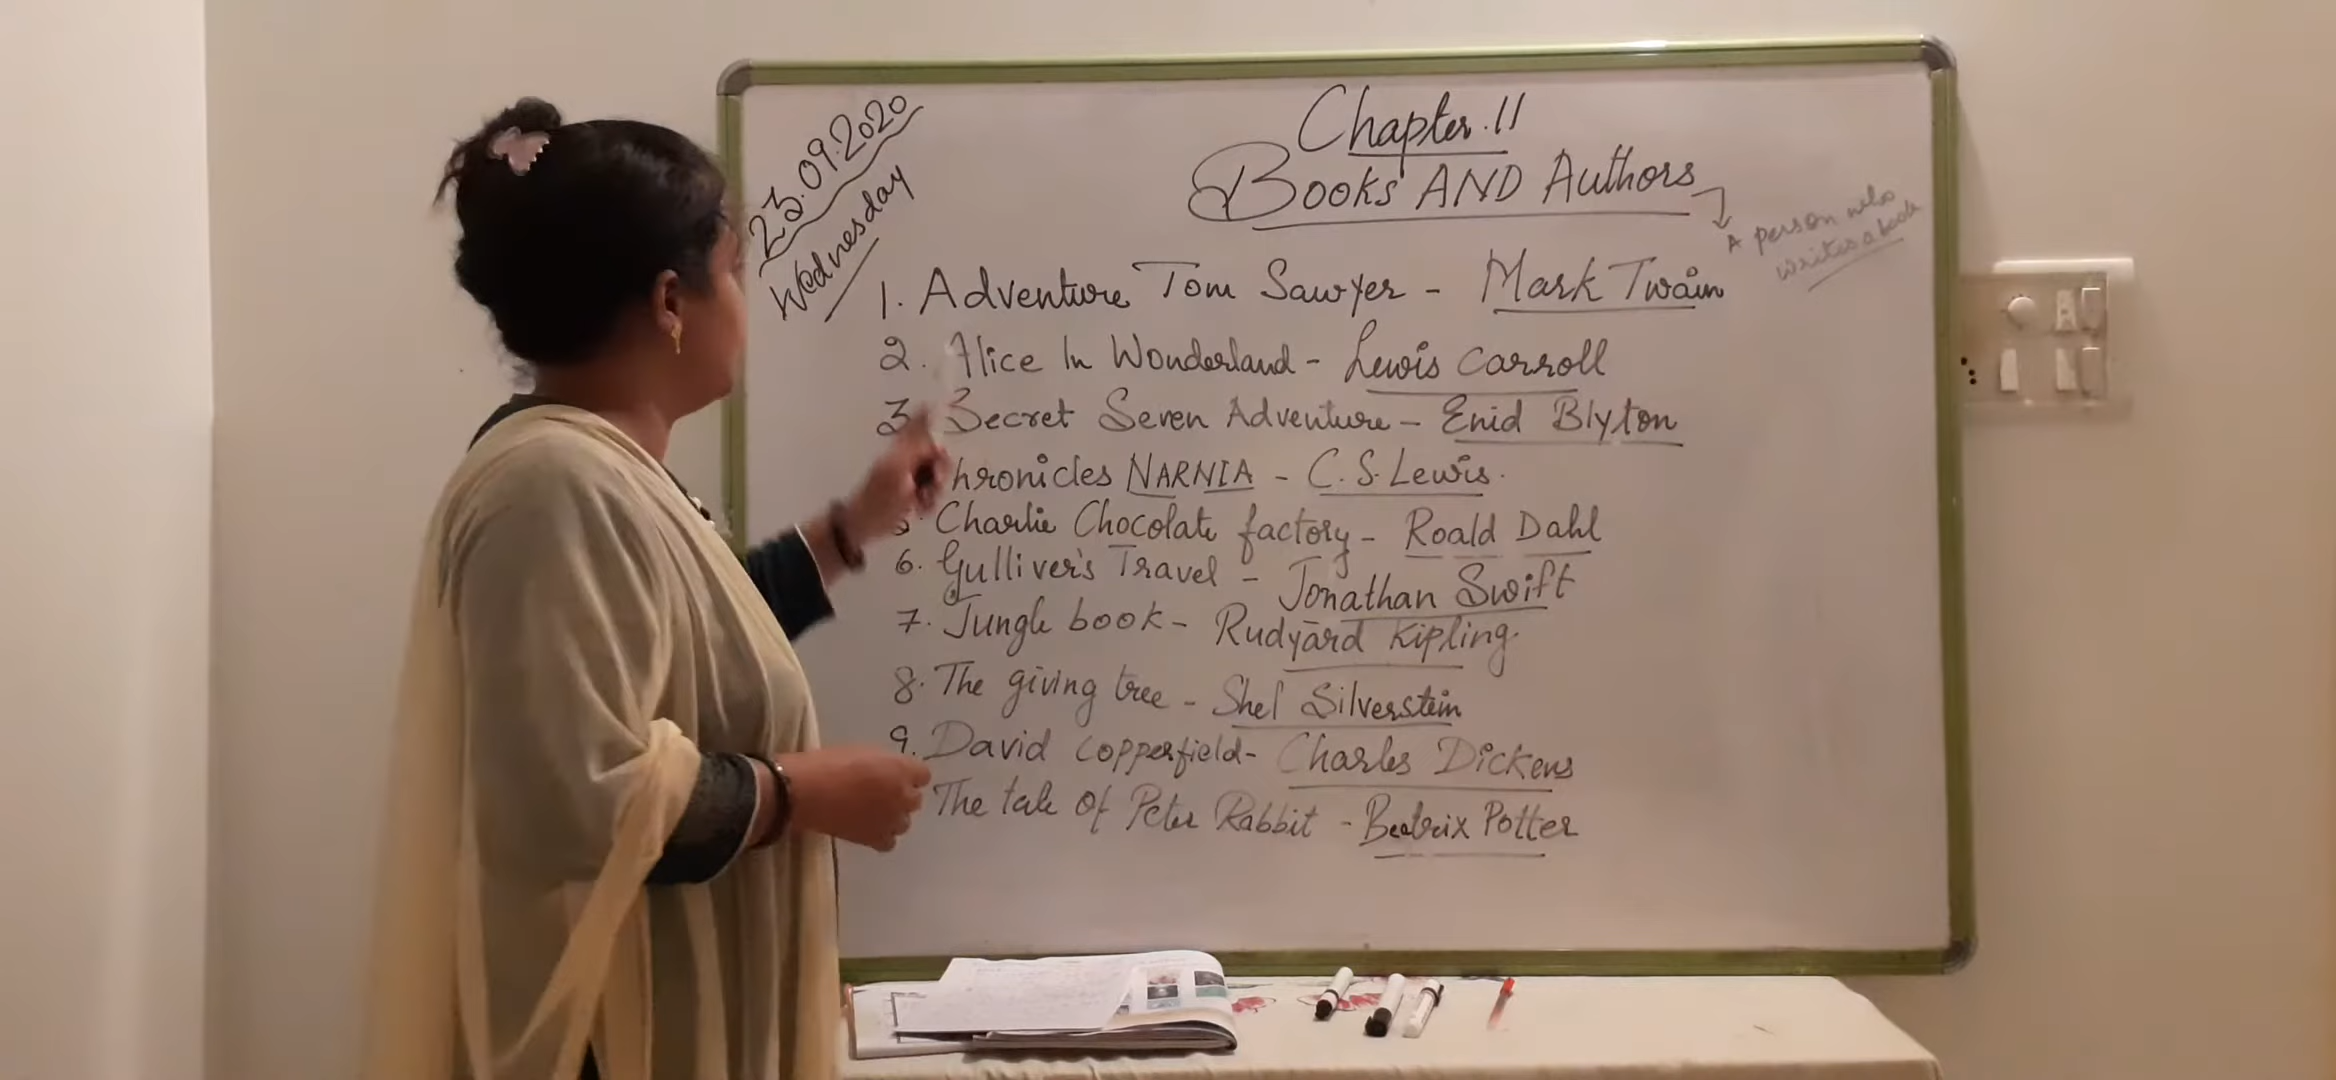 23.09.2020
Wednesday
Chapter.11
BOOKS AND Authors
A person who
writes a book
1. Adventure Tom Sawyer - Mark Twain
2. Alice In Wonderland - Lewis Carroll
3. Secret Seven Adventure - Enid Blyton
hronicles NARNIA - C.S. Lewis.
5. Charlie Chocolate factory - Roald Dahl
6. Gulliver's Travel - Jonathan Swift
7. Jungle book - Rudyard Kipling.
8. The giving tree - Shel Silverstein
9. David Copperfield - Charles Dickens
The tale Of Peter Rabbit - Beatrix Potter